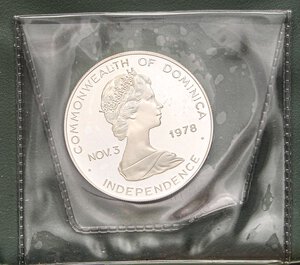 COMMONWEALTH OF DOMINICA
NOV. 3
1978
INDEPENDENCE